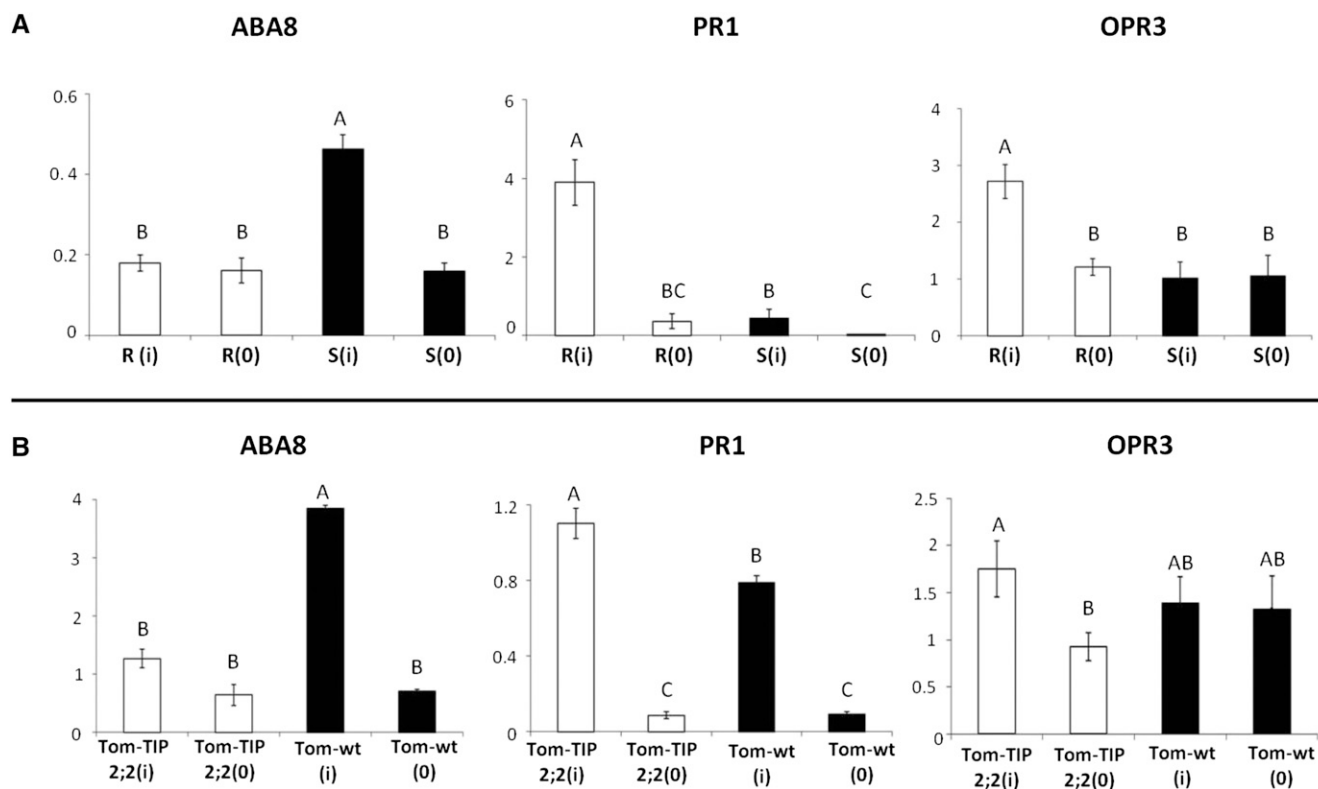 A
ABA8
PR1
OPR3
0.6
0.4
0.2
0
A
B
B
B
R (i)
R(0)
S(i)
S(0)
6
4
2
0
A
BC
B
C
R(i)
R(0)
S(i)
S(0)
4
3
2
1
0
A
B
B
B
R(i)
R(0)
S(i)
S(0)
B
ABA8
PR1
OPR3
4
3
2
1
0
A
B
B
B
Tom-TIP
2;2(i)
Tom-TIP
2;2(0)
Tom-wt
(i)
Tom-wt
(0)
1.2
0.8
0.4
0
A
B
C
C
Tom-TIP
2;2(i)
Tom-TIP
2;2(0)
Tom-wt
(i)
Tom-wt
(0)
2.5
2
1.5
1
0.5
0
A
B
AB
AB
Tom-TIP
2;2(i)
Tom-TIP
2;2(0)
Tom-wt
(i)
Tom-wt
(0)